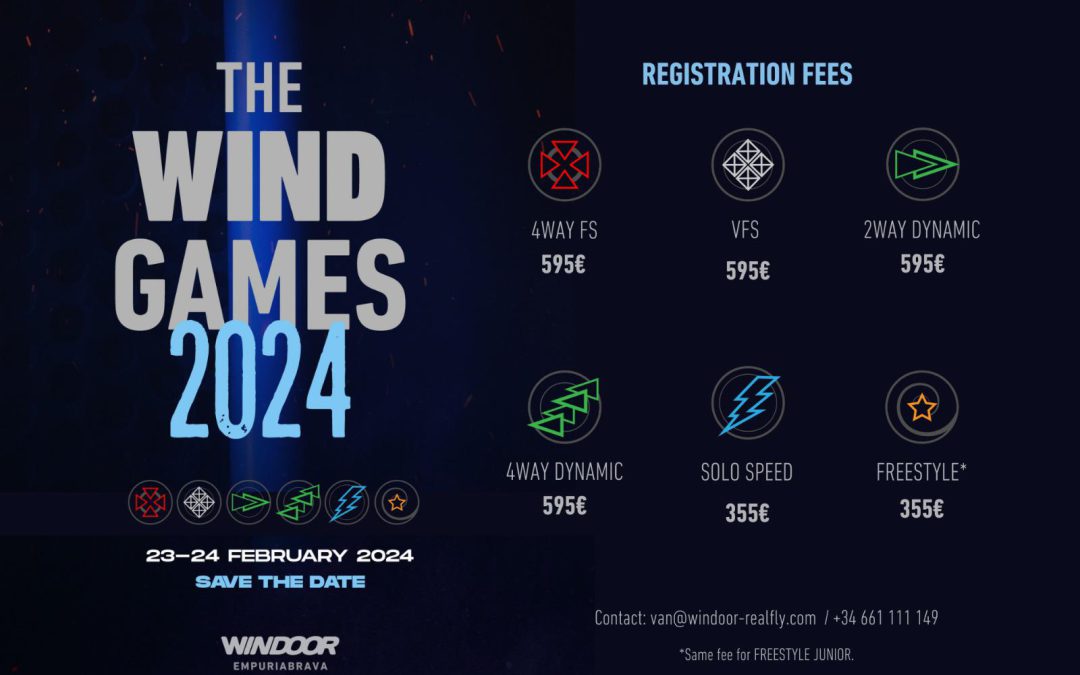 THE
WIND
GAMES
2024
23-24 FEBRUARY 2024
SAVE THE DATE
WINDOOR
EMPURIABRAVA
REGISTRATION FEES
4WAY FS
595€
VFS
595€
2WAY DYNAMIC
595€
4WAY DYNAMIC
595€
SOLO SPEED
355€
FREESTYLE*
355€
Contact: van@windoor-realfly.com / +34 661 111 149
*Same fee for FREESTYLE JUNIOR.